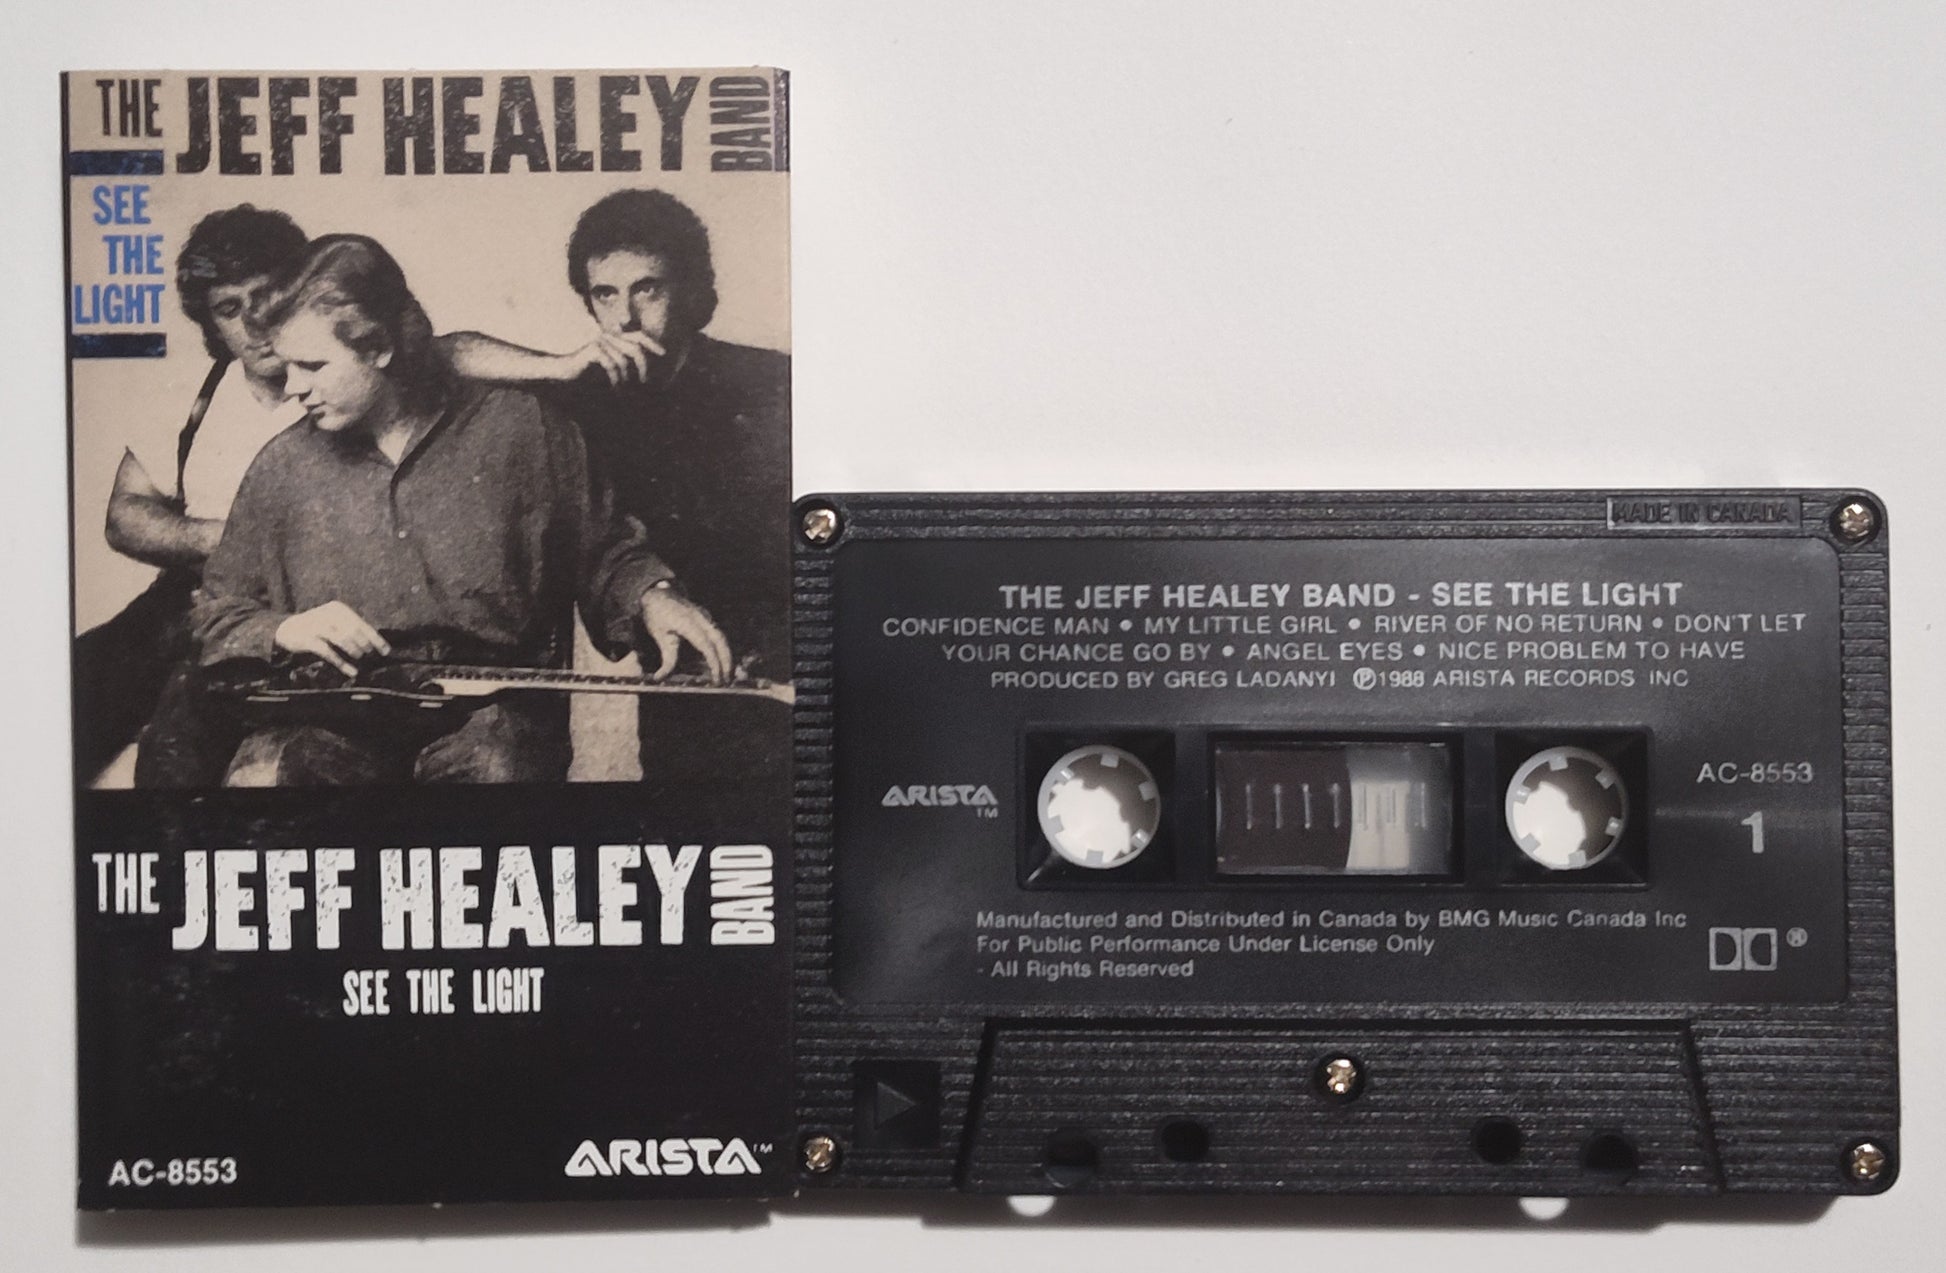 THE JEFF HEALEY BAND
SEE
THE
LIGHT
THE JEFF HEALEY BAND
SEE THE LIGHT
AC-8553
ARISTA™
MADE IN CANADA
THE JEFF HEALEY BAND - SEE THE LIGHT
CONFIDENCE MAN • MY LITTLE GIRL • RIVER OF NO RETURN • DON'T LET
YOUR CHANCE GO BY • ANGEL EYES • NICE PROBLEM TO HAVE
PRODUCED BY GREG LADANYI ℗1988 ARISTA RECORDS INC
ARISTA
TM
AC-8553
1
Manufactured and Distributed in Canada by BMG Music Canada Inc
For Public Performance Under License Only
- All Rights Reserved
®